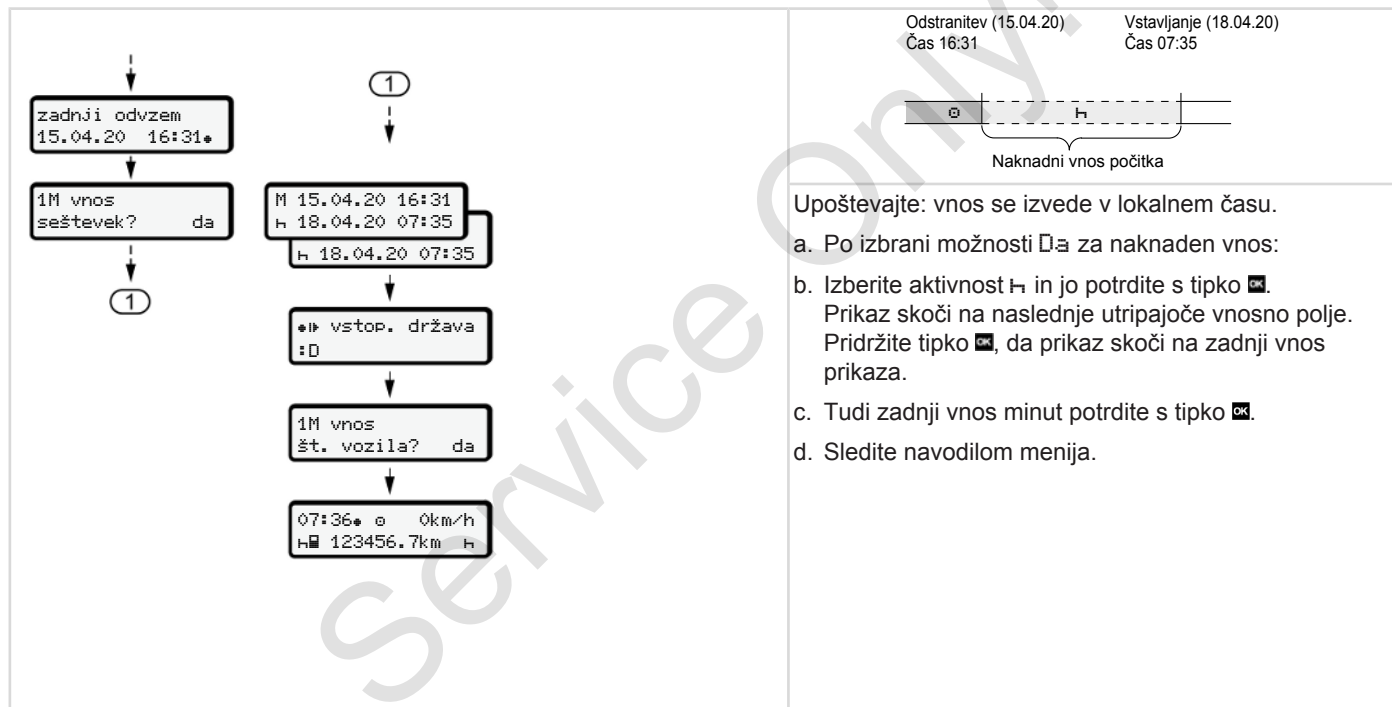 zadnji odvzem
15.04.20 16:31
1M vnos
seštevek? da
1
1
M 15.04.20 16:31
18.04.20 07:35
18.04.20 07:35
vstop. država
:D
1M vnos
št. vozila? da
07:36 0km/h
123456.7km
Odstranitev (15.04.20) Vstavljanje (18.04.20)
Čas 16:31 Čas 07:35
Naknadni vnos počitka
Upoštevajte: vnos se izvede v lokalnem času.
a. Po izbrani možnosti Da za naknaden vnos:
b. Izberite aktivnost in jo potrdite s tipko OK.
Prikaz skoči na naslednje utripajoče vnosno polje.
Pridržite tipko OK, da prikaz skoči na zadnji vnos
prikaza.
c. Tudi zadnji vnos minut potrdite s tipko OK.
d. Sledite navodilom menija.
Service Only!